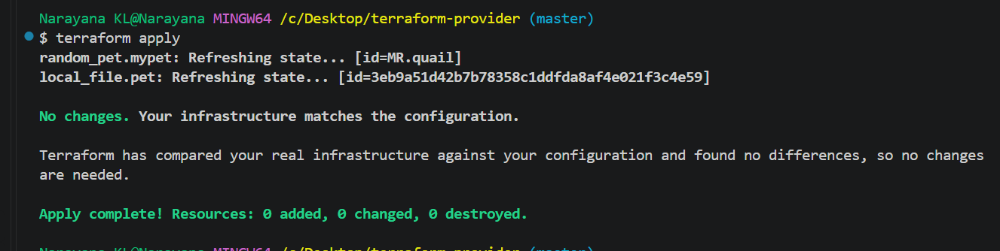 Narayana KL@Narayana MINGW64 /c/Desktop/terraform-provider (master)
$ terraform apply
random_pet.mypet: Refreshing state... [id=MR.quail]
local_file.pet: Refreshing state... [id=3eb9a51d42b7b78358c1ddfda8af4e021f3c4e59]
No changes. Your infrastructure matches the configuration.
Terraform has compared your real infrastructure against your configuration and found no differences, so no changes
are needed.
Apply complete! Resources: 0 added, 0 changed, 0 destroyed.
Narayana KL@Narayana MINGW64 /c/Desktop/terraform-provider (master)